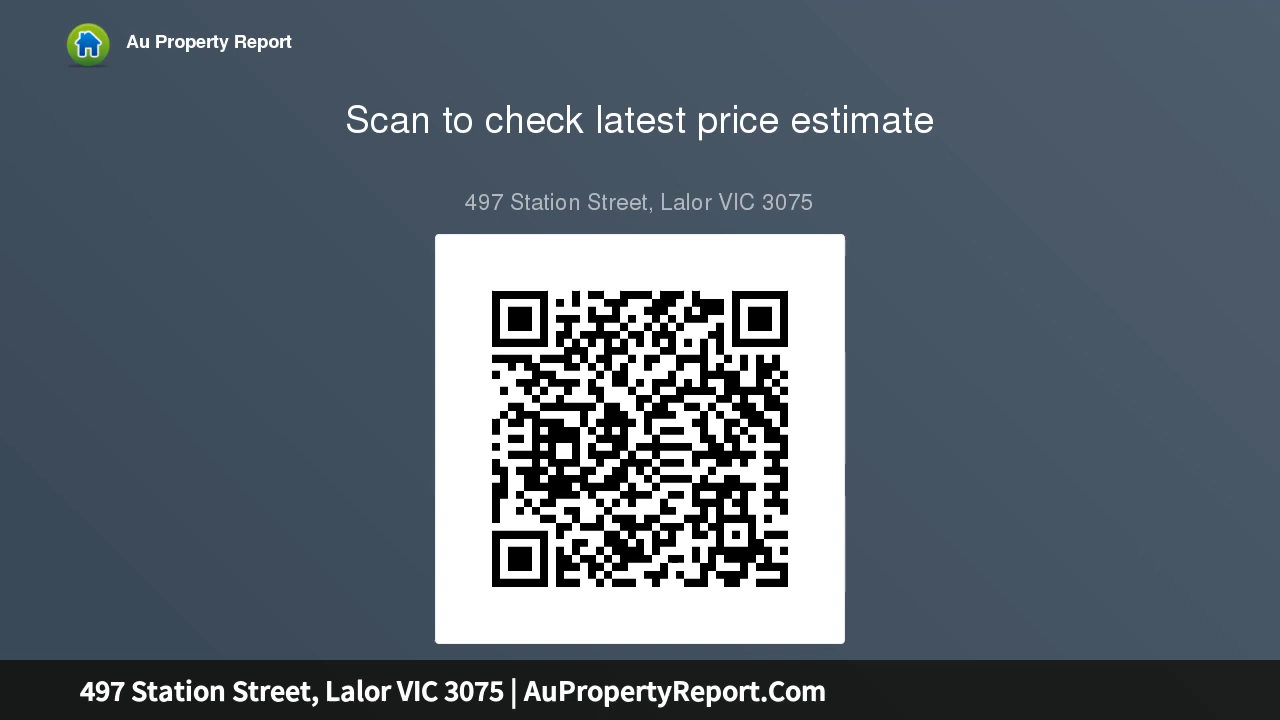 Au Property Report
Scan to check latest price estimate
497 Station Street, Lalor VIC 3075
497 Station Street, Lalor VIC 3075 | AuPropertyReport.Com